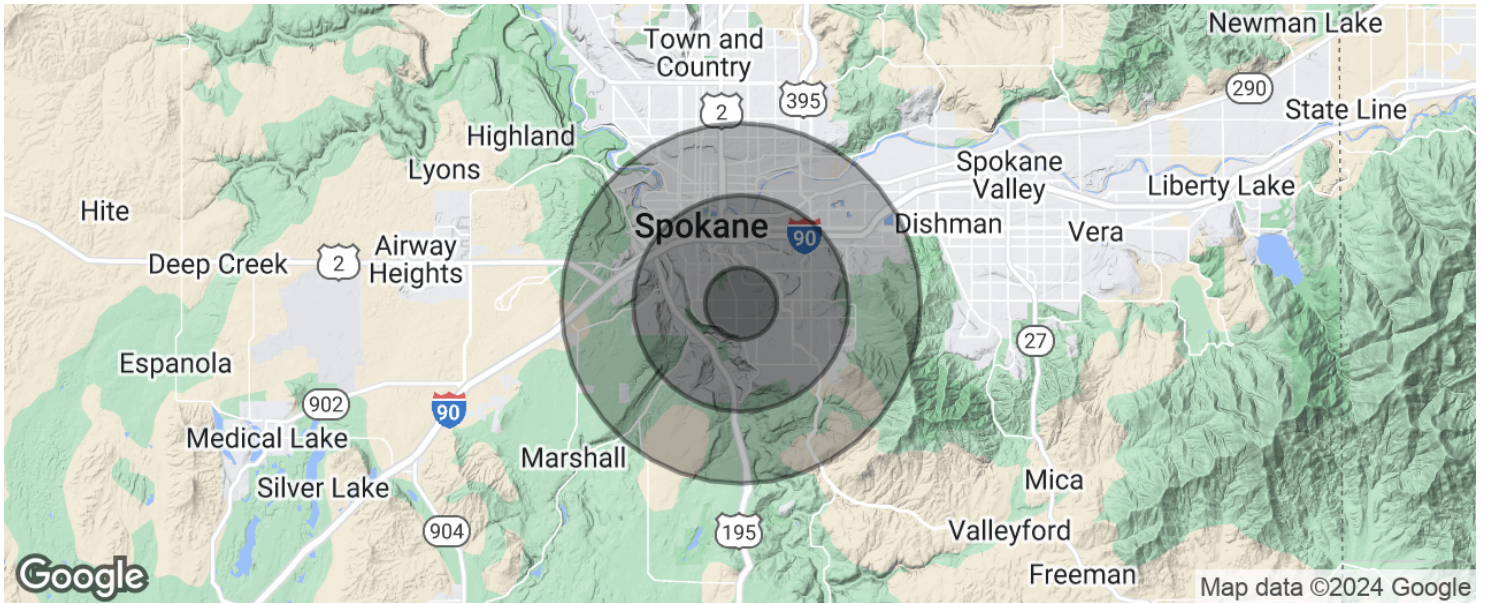 Newman Lake
Town and
Country
2
395
290
State Line
Highland
Lyons
Spokane
Valley
Liberty Lake
Hite
Spokane
90
Dishman
Vera
Airway
Heights
Deep Creek
2
27
Espanola
902
90
Medical Lake
Marshall
Silver Lake
Mica
904
195
Valleyford
Freeman
Google
Map data ©2024 Google